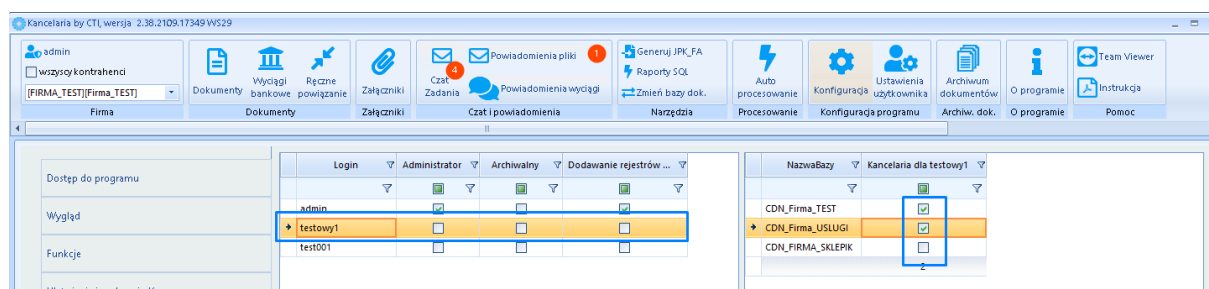 Kancelaria by CTI, wersja 2.38.2109.17349 WS29
admin
wszyscy kontrahenci
[FIRMA_TEST][Firma_TEST]
Firma
Dokumenty
Wyciągi bankowe
Ręczne powiązanie
Dokumenty
Załączniki
Załączniki
Czat
4
Zadania
Powiadomienia pliki
1
Powiadomienia wyciągi
Czat i powiadomienia
Generuj JPK_FA
Raporty SQL
Zmień bazy dok.
Narzędzia
Auto procesowanie
Procesowanie
Konfiguracja
Ustawienia użytkownika
Konfiguracja programu
Archiwum dokumentów
Archiw. dok.
O programie
O programie
Team Viewer
Instrukcja
Pomoc
Dostęp do programu
Wygląd
Funkcje
Login Administrator Archiwalny Dodawanie rejestrów ...
admin
testowy1
test001
NazwaBazy Kancelaria dla testowy1
CDN_Firma_TEST
CDN_Firma_USLUGI
CDN_FIRMA_SKLEPIK
2